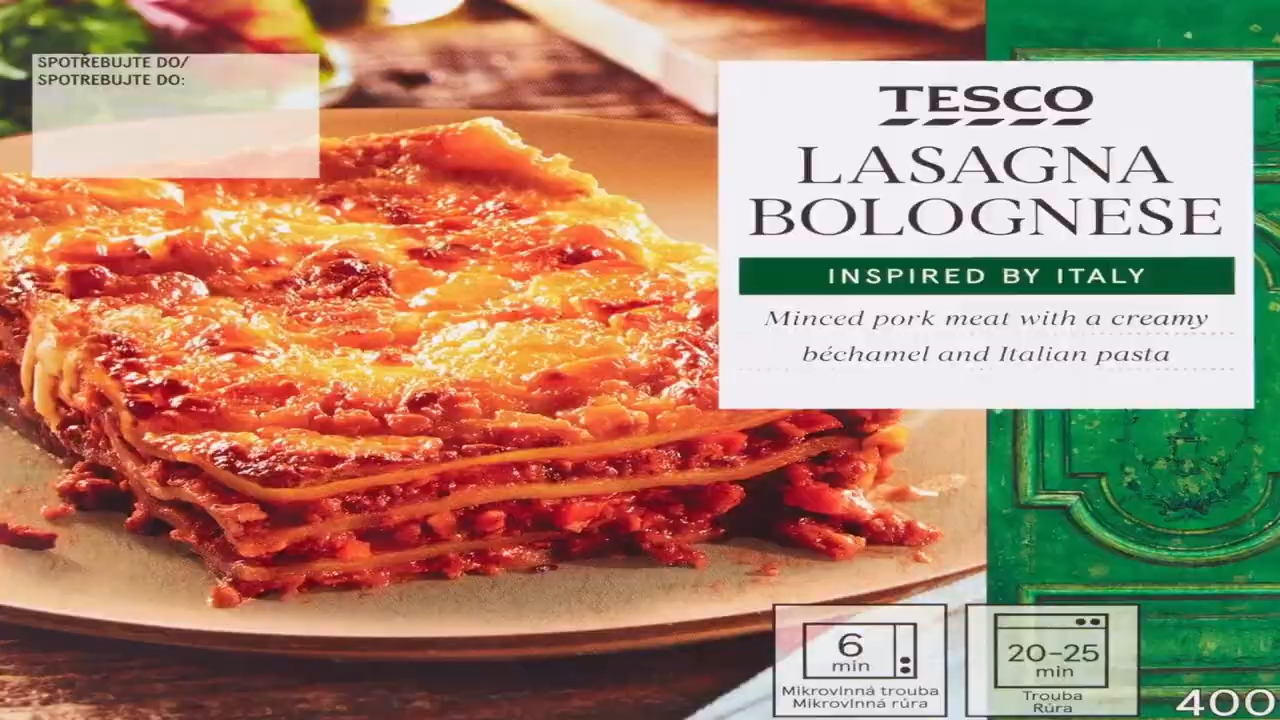 SPOTŘEBUJTE DO/
SPOTREBUJTE DO:
TESCO
LASAGNA
BOLOGNESE
INSPIRED BY ITALY
Minced pork meat with a creamy
béchamel and Italian pasta
6
min
Mikrovlnná trouba
Mikrovlnná rúra
20-25
min
Trouba
Rúra
400